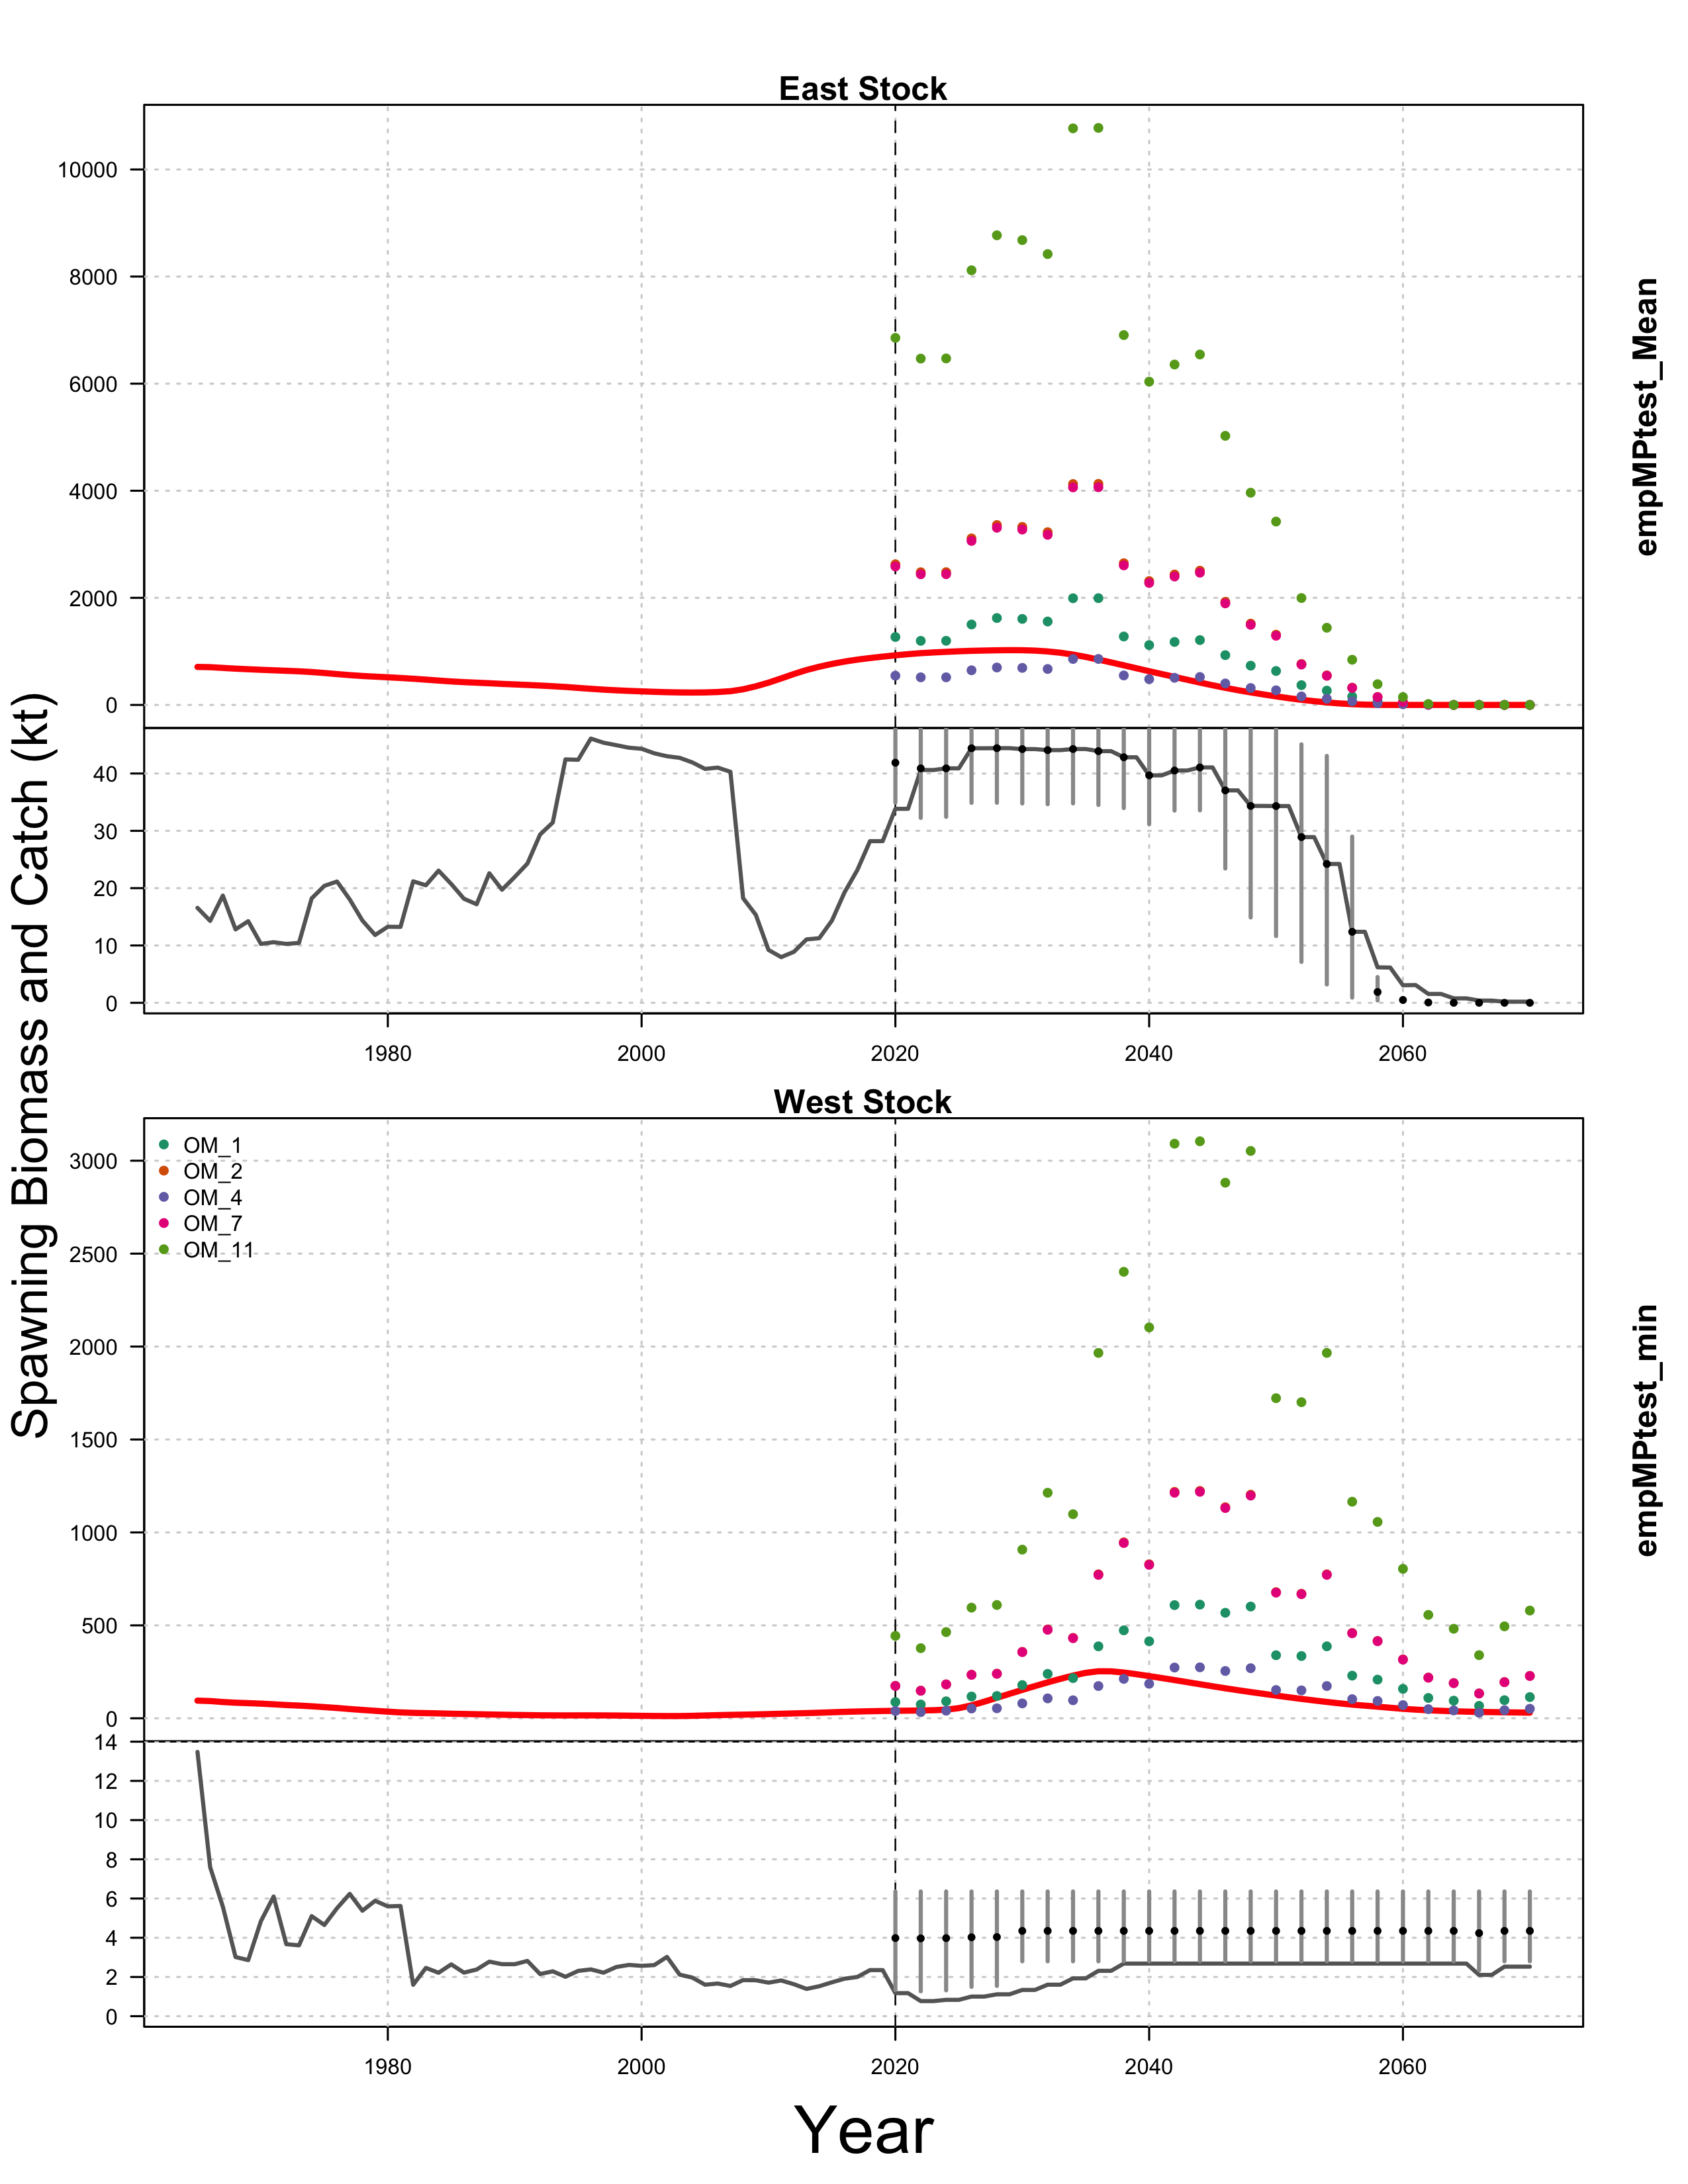 East Stock
10000
8000
6000
4000
2000
0
40
30
20
10
0
1980 2000 2020 2040 2060
empMPtest_Mean
Spawning Biomass and Catch (kt)
West Stock
OM_1
OM_2
OM_4
OM_7
OM_11
3000
2500
2000
1500
1000
500
0
14
12
10
8
6
4
2
0
1980 2000 2020 2040 2060
empMPtest_min
Year